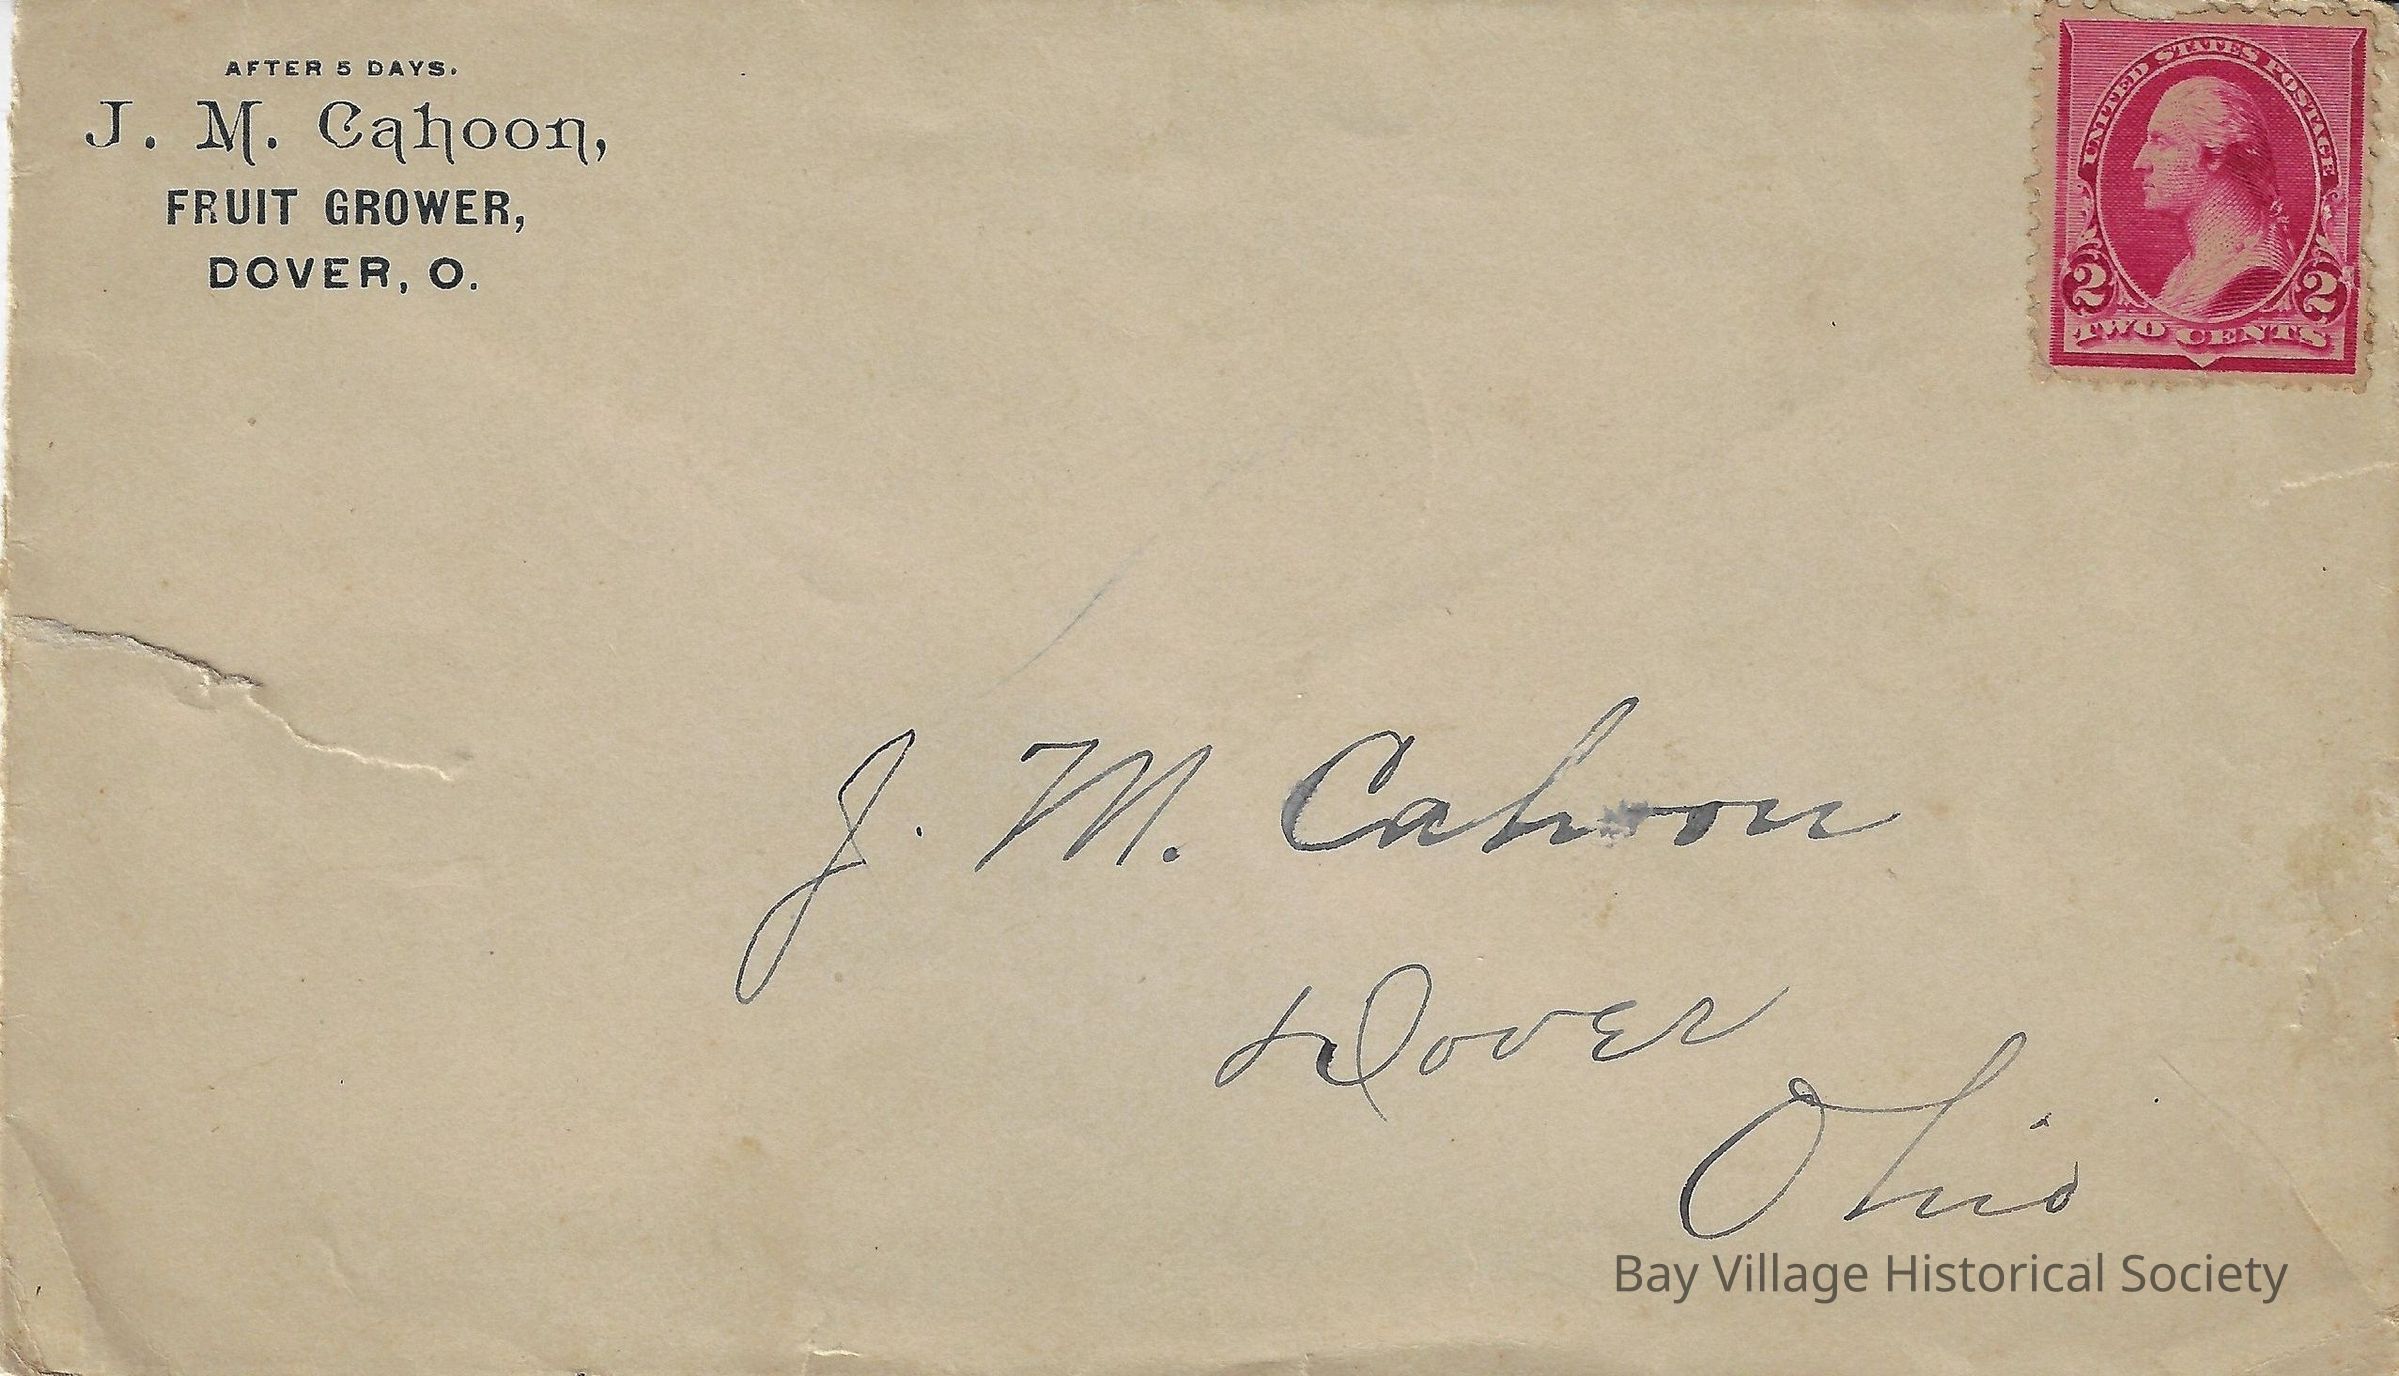 AFTER 5 DAYS.
J. M. Cahoon,
FRUIT GROWER,
DOVER, O.
UNITED STATES POSTAGE
2 2
TWO CENTS
J. M. Cahoon
Dover
Ohio
Bay Village Historical Society